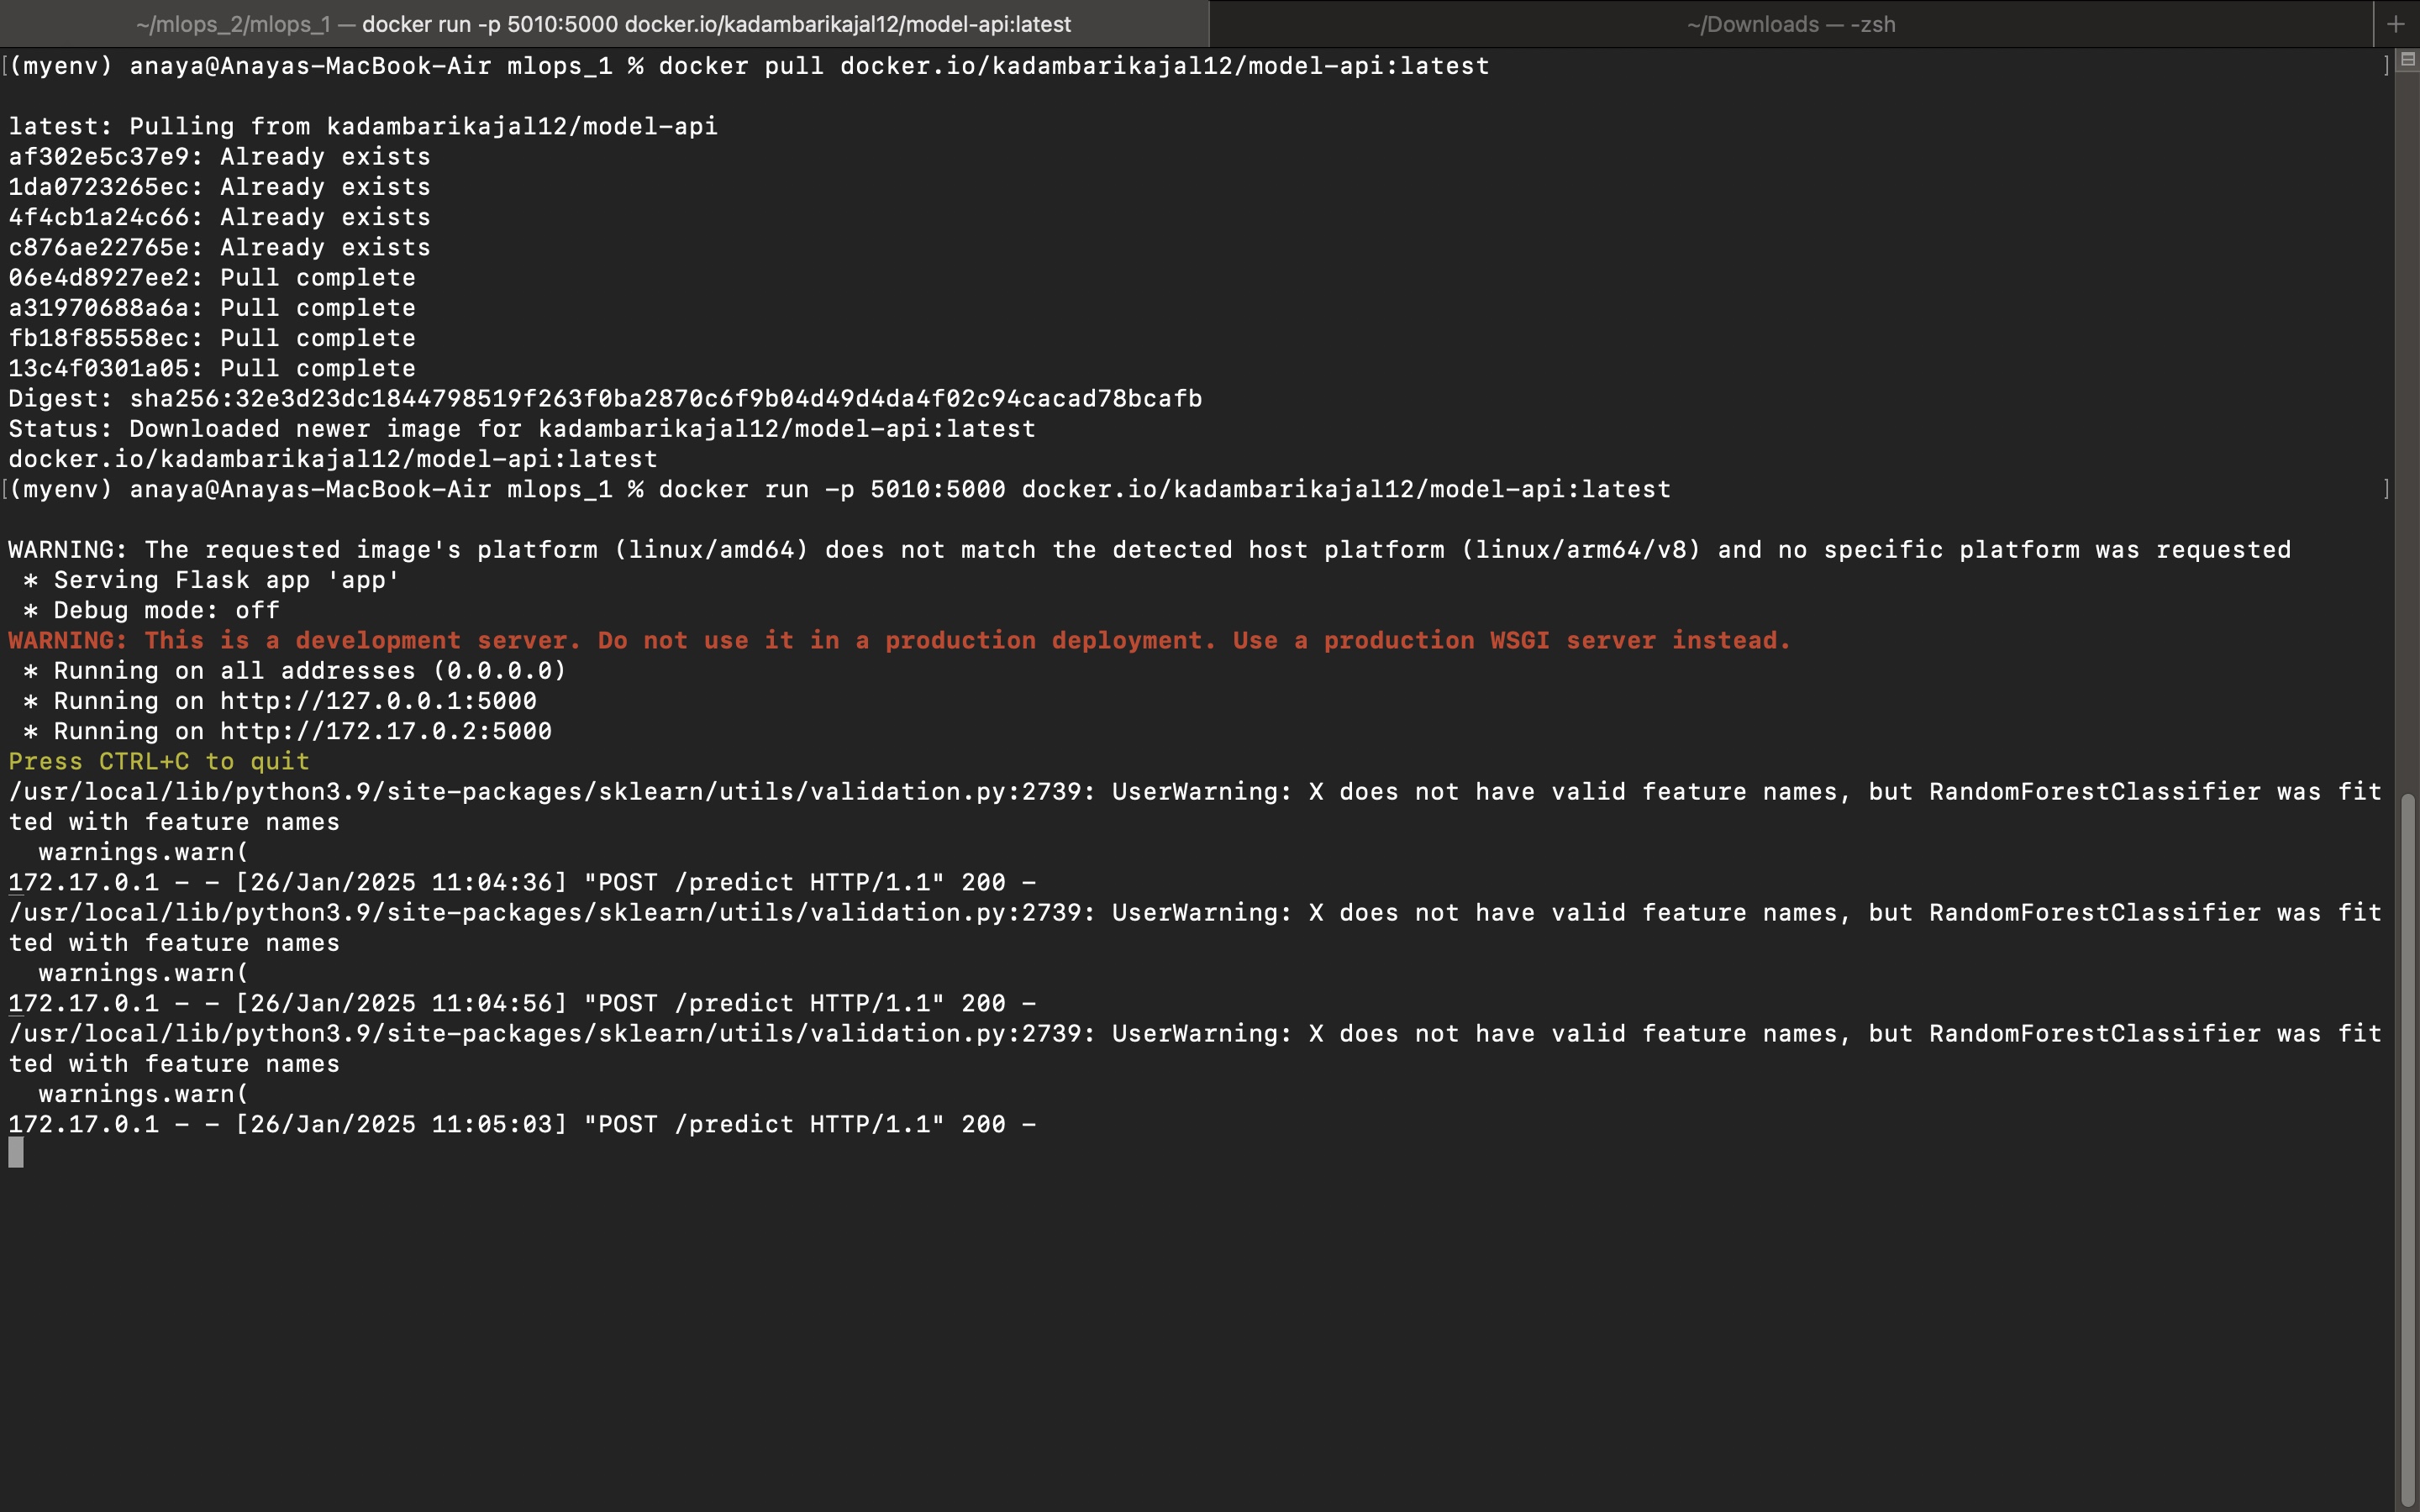 ~/mlops_2/mlops_1 — docker run -p 5010:5000 docker.io/kadambarikajal12/model-api:latest
~/Downloads — -zsh
+
[(myenv) anaya@Anayas-MacBook-Air mlops_1 % docker pull docker.io/kadambarikajal12/model-api:latest ]
latest: Pulling from kadambarikajal12/model-api
af302e5c37e9: Already exists
1da0723265ec: Already exists
4f4cb1a24c66: Already exists
c876ae22765e: Already exists
06e4d8927ee2: Pull complete
a31970688a6a: Pull complete
fb18f85558ec: Pull complete
13c4f0301a05: Pull complete
Digest: sha256:32e3d23dc1844798519f263f0ba2870c6f9b04d49d4da4f02c94cacad78bcafb
Status: Downloaded newer image for kadambarikajal12/model-api:latest
docker.io/kadambarikajal12/model-api:latest
[(myenv) anaya@Anayas-MacBook-Air mlops_1 % docker run -p 5010:5000 docker.io/kadambarikajal12/model-api:latest ]
WARNING: The requested image's platform (linux/amd64) does not match the detected host platform (linux/arm64/v8) and no specific platform was requested
 * Serving Flask app 'app'
 * Debug mode: off
WARNING: This is a development server. Do not use it in a production deployment. Use a production WSGI server instead.
 * Running on all addresses (0.0.0.0)
 * Running on http://127.0.0.1:5000
 * Running on http://172.17.0.2:5000
Press CTRL+C to quit
/usr/local/lib/python3.9/site-packages/sklearn/utils/validation.py:2739: UserWarning: X does not have valid feature names, but RandomForestClassifier was fit
ted with feature names
  warnings.warn(
172.17.0.1 - - [26/Jan/2025 11:04:36] "POST /predict HTTP/1.1" 200 -
/usr/local/lib/python3.9/site-packages/sklearn/utils/validation.py:2739: UserWarning: X does not have valid feature names, but RandomForestClassifier was fit
ted with feature names
  warnings.warn(
172.17.0.1 - - [26/Jan/2025 11:04:56] "POST /predict HTTP/1.1" 200 -
/usr/local/lib/python3.9/site-packages/sklearn/utils/validation.py:2739: UserWarning: X does not have valid feature names, but RandomForestClassifier was fit
ted with feature names
  warnings.warn(
172.17.0.1 - - [26/Jan/2025 11:05:03] "POST /predict HTTP/1.1" 200 -